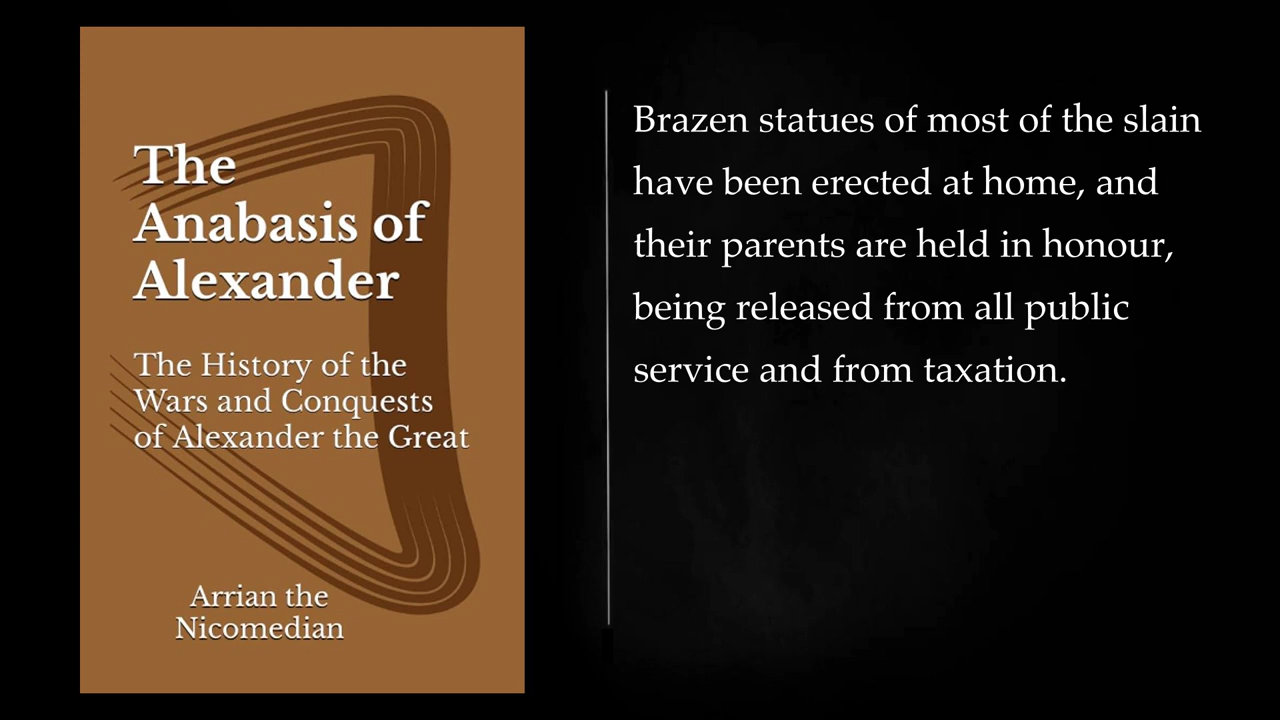 The
Anabasis of
Alexander
The History of the
Wars and Conquests
of Alexander the Great
Arrian the
Nicomedian
Brazen statues of most of the slain
have been erected at home, and
their parents are held in honour,
being released from all public
service and from taxation.